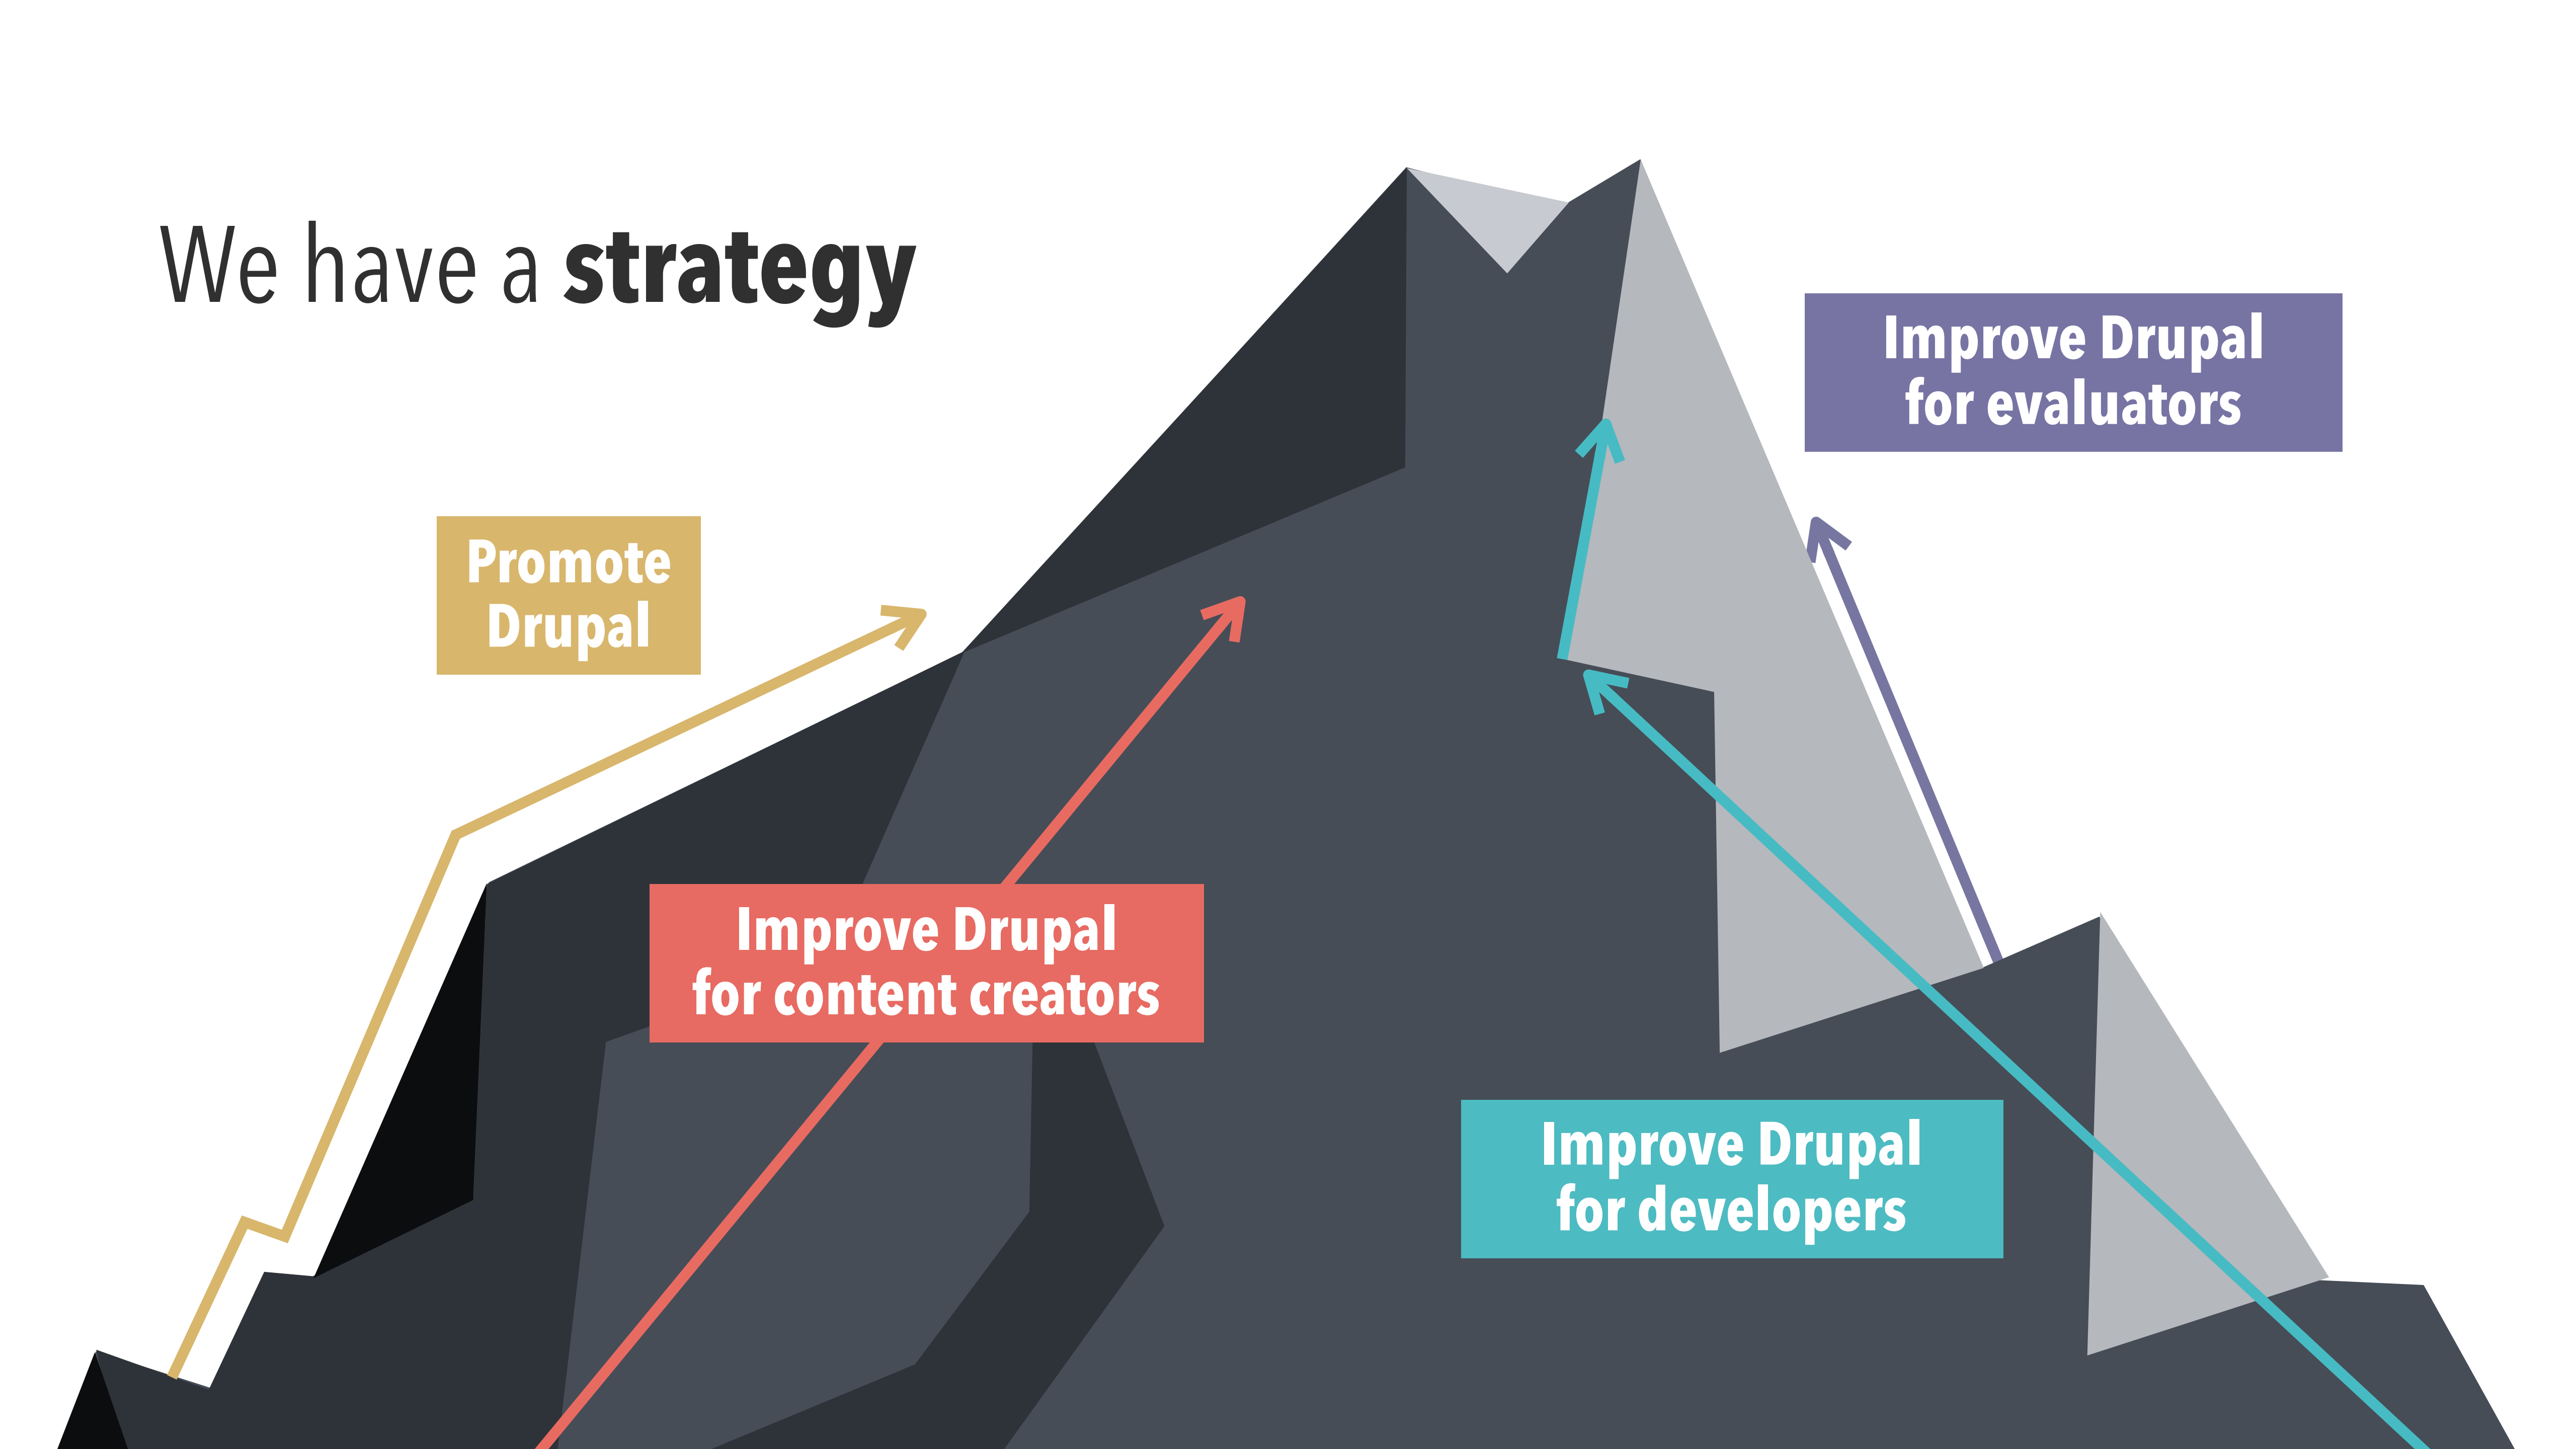 We have a strategy
Improve Drupal
for evaluators
Promote
Drupal
Improve Drupal
for content creators
Improve Drupal
for developers